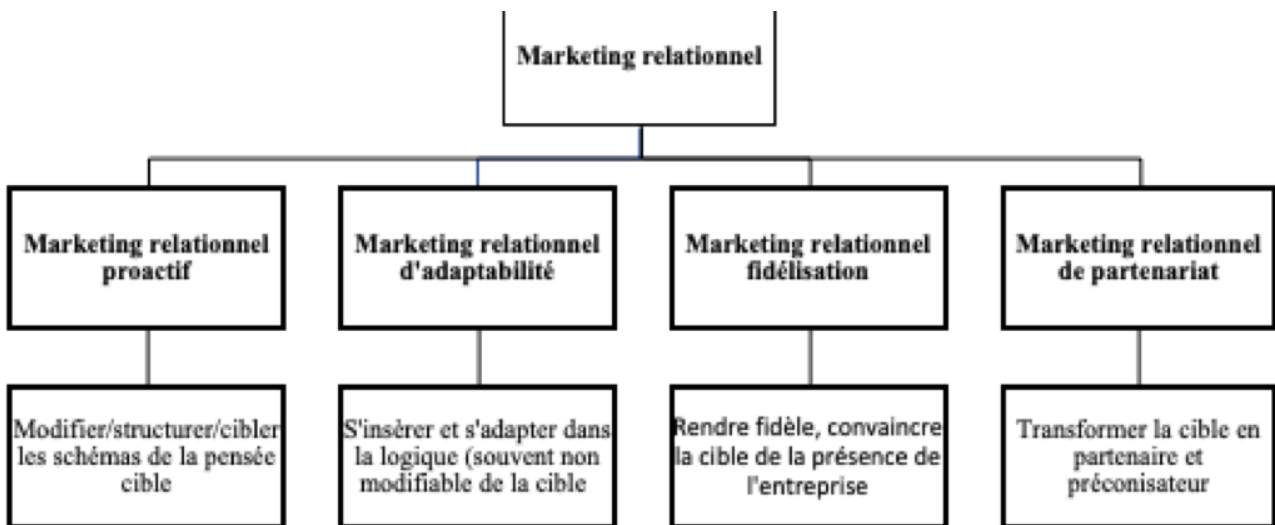 Marketing relationnel
Marketing relationnel
proactif
Marketing relationnel
d'adaptabilité
Marketing relationnel
fidélisation
Marketing relationnel
de partenariat
Modifier/structurer/cibler
les schémas de la pensée
cible
S'insérer et s'adapter dans
la logique (souvent non
modifiable de la cible
Rendre fidèle, convaincre
la cible de la présence de
l'entreprise
Transformer la cible en
partenaire et
préconisateur